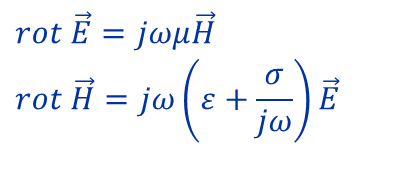 rot E⃗ = jωμH⃗
rot H⃗ = jω(ε + σ/jω)E⃗